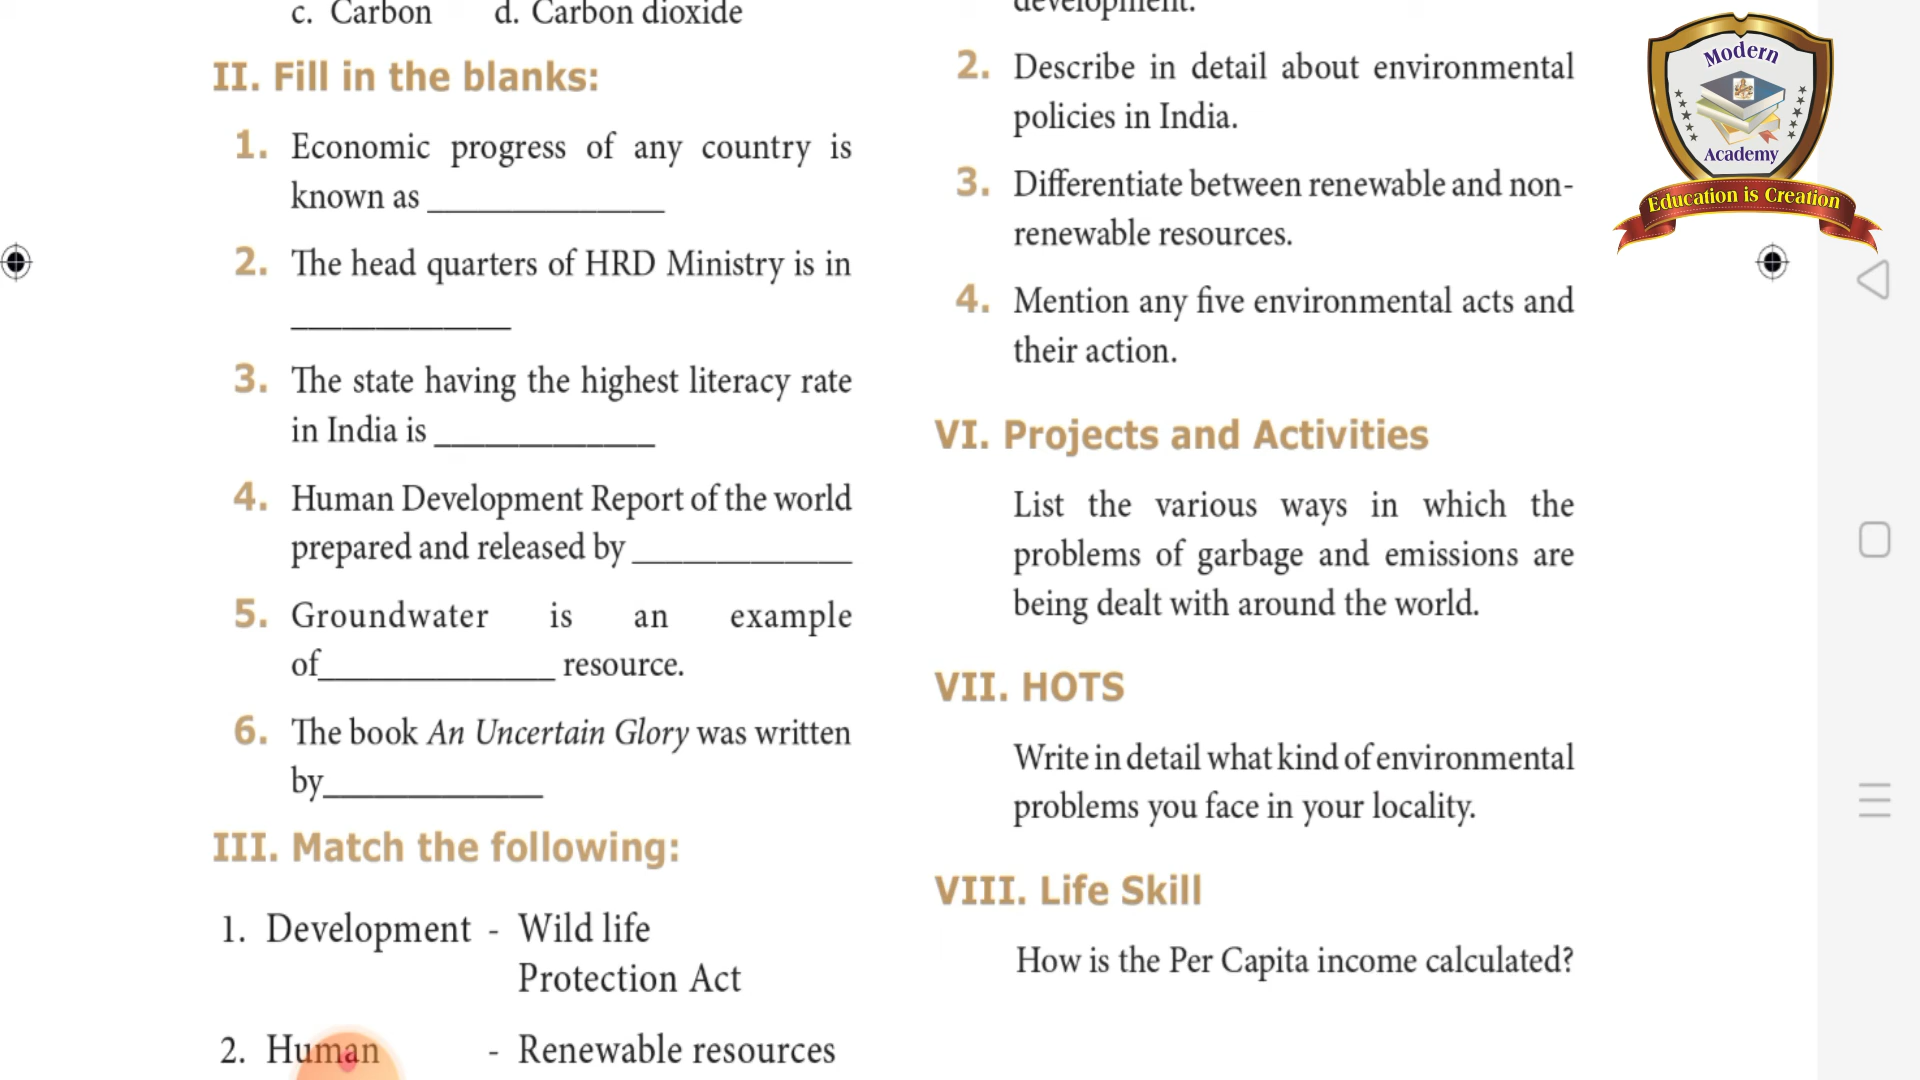 c. Carbon d. Carbon dioxide
II. Fill in the blanks:
1. Economic progress of any country is
known as ______________
2. The head quarters of HRD Ministry is in
_____________
3. The state having the highest literacy rate
in India is _____________
4. Human Development Report of the world
prepared and released by _____________
5. Groundwater is an example
of______________ resource.
6. The book An Uncertain Glory was written
by_____________
III. Match the following:
1. Development - Wild life
Protection Act
2. Human - Renewable resources
development.
2. Describe in detail about environmental
policies in India.
3. Differentiate between renewable and non-
renewable resources.
4. Mention any five environmental acts and
their action.
VI. Projects and Activities
List the various ways in which the
problems of garbage and emissions are
being dealt with around the world.
VII. HOTS
Write in detail what kind of environmental
problems you face in your locality.
VIII. Life Skill
How is the Per Capita income calculated?
Modern
Academy
Education is Creation